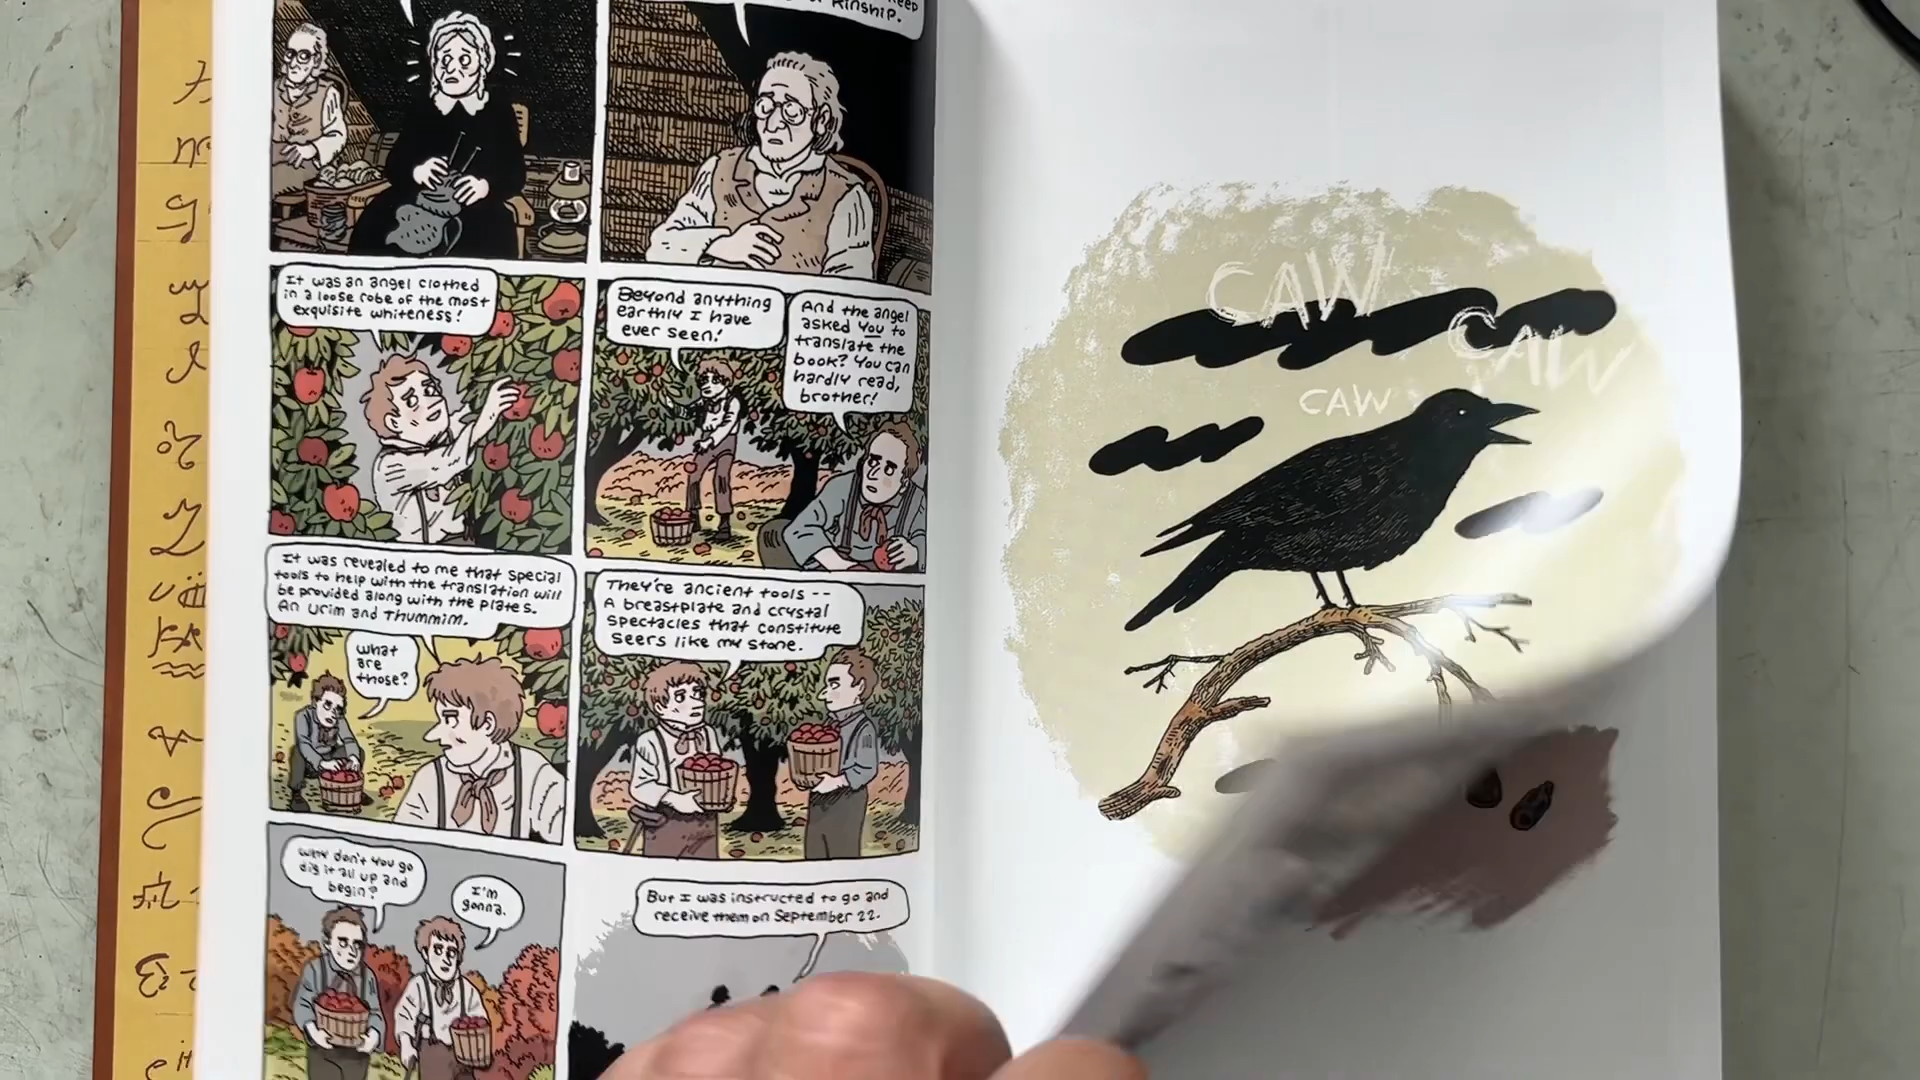 KEEP
KINSHIP.
It was an angel clothed
in a loose robe of the most
exquisite whiteness!
Beyond anything
earthly I have
ever seen!
And the angel
asked you to
translate the
book? You can
hardly read,
brother!
It was revealed to me that special
tools to help with the translation will
be provided along with the plates.
An Urim and Thummim.
What
are
those?
They're ancient tools --
A breastplate and crystal
spectacles that constitute
seers like my stone.
Why don't you go
dig it all up and
begin?
I'm
gonna.
But I was instructed to go and
receive them on September 22.
CAW
CAW
CAW